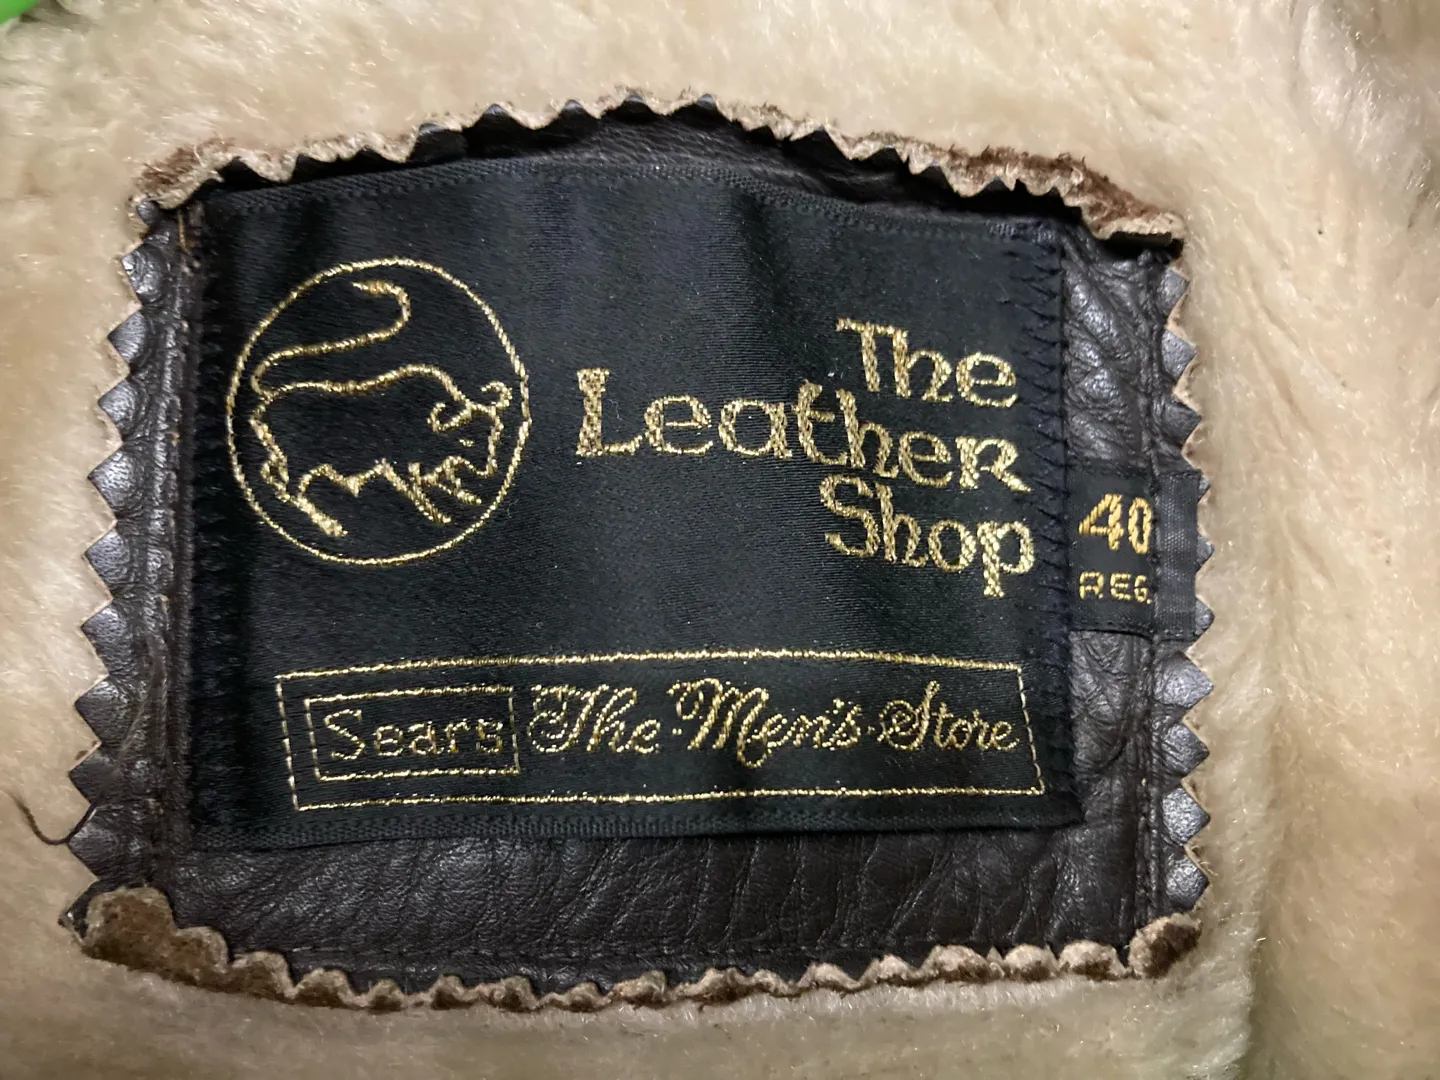 The
Leather
Shop
40
REG.
Sears The Men's Store